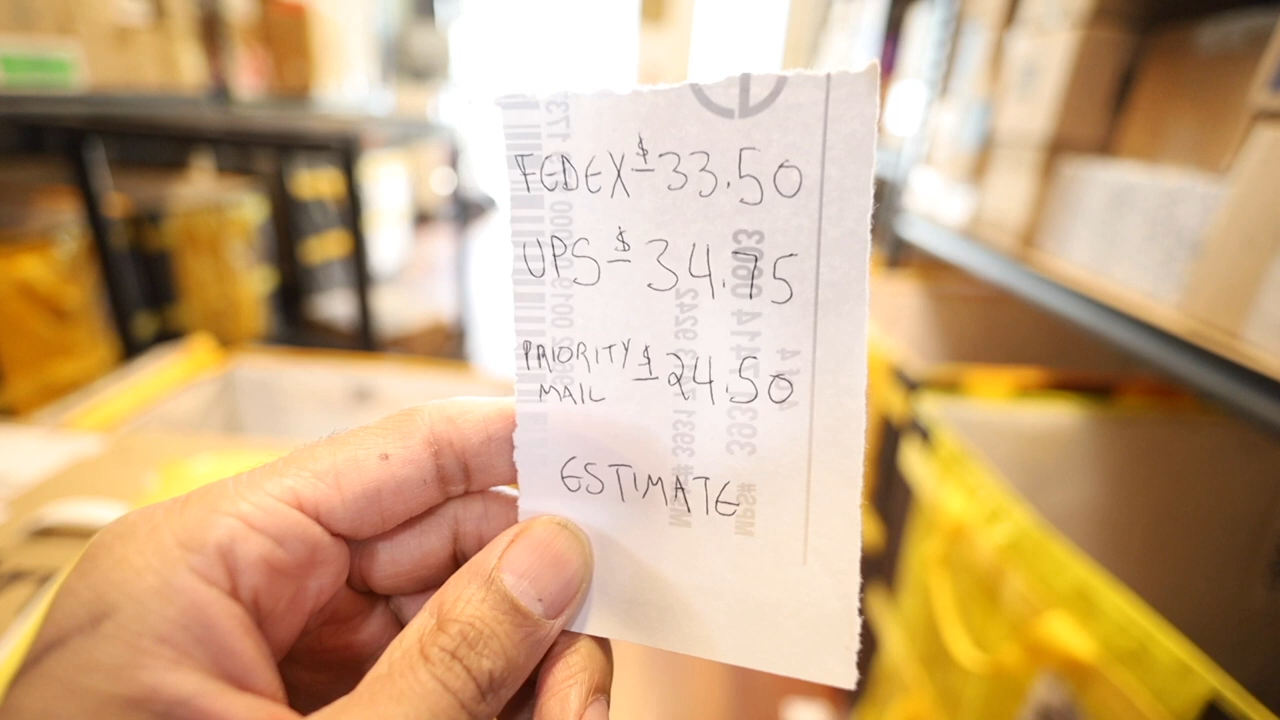 FEDEX $33.50
UPS $34.75
PRIORITY $24.50
MAIL
ESTIMATE